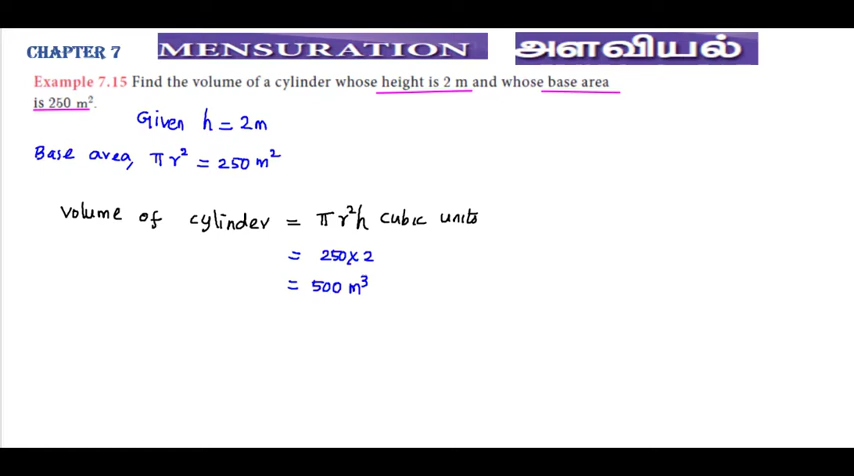 CHAPTER 7 MENSURATION அளவியல்
Example 7.15 Find the volume of a cylinder whose height is 2 m and whose base area
is 250 m².
Given h = 2m
Base area, πr² = 250 m²
Volume of cylinder = πr²h cubic units
= 250 x 2
= 500 m³